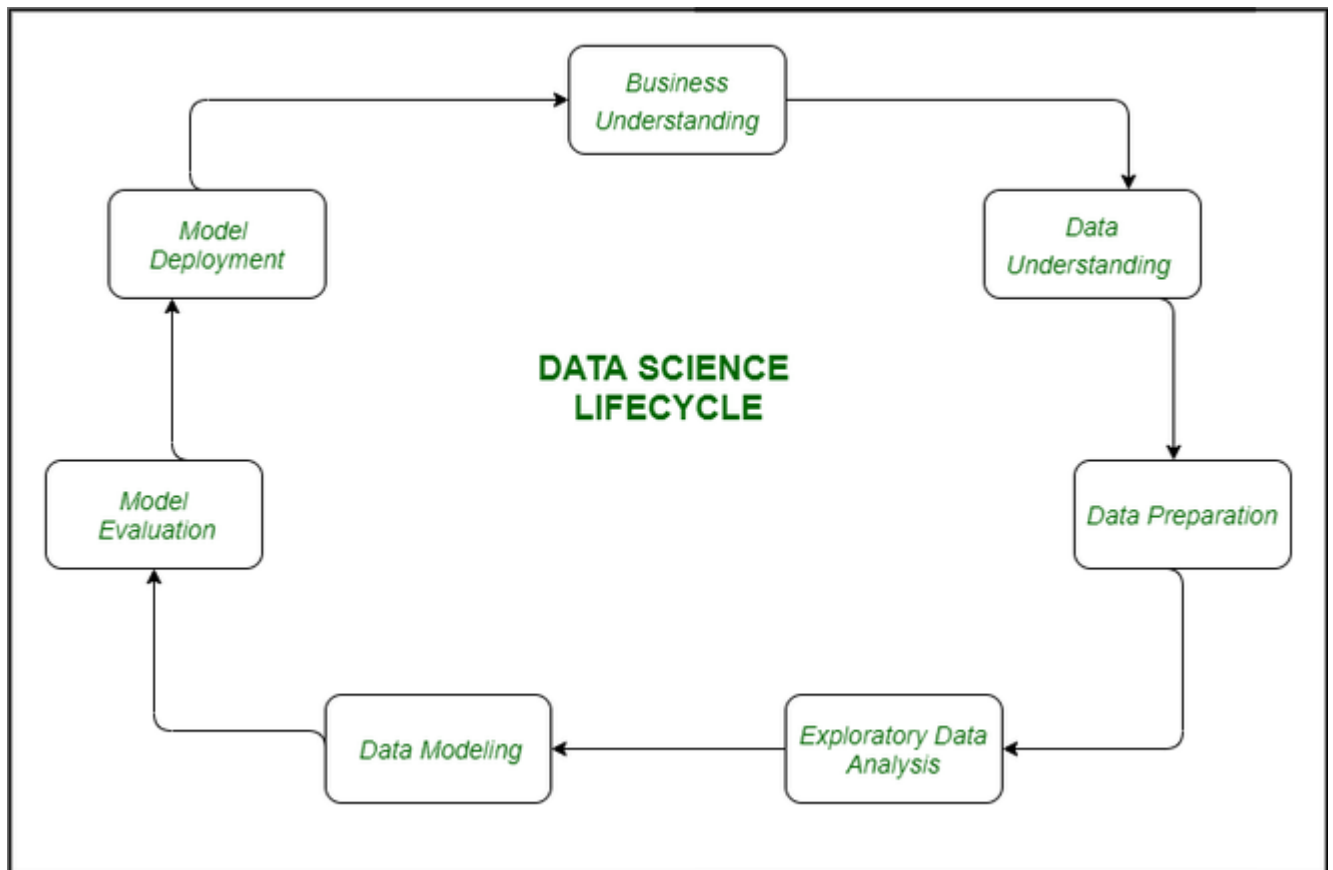 Business
Understanding
Data
Understanding
Data Preparation
Exploratory Data
Analysis
Data Modeling
Model
Evaluation
Model
Deployment
DATA SCIENCE
LIFECYCLE